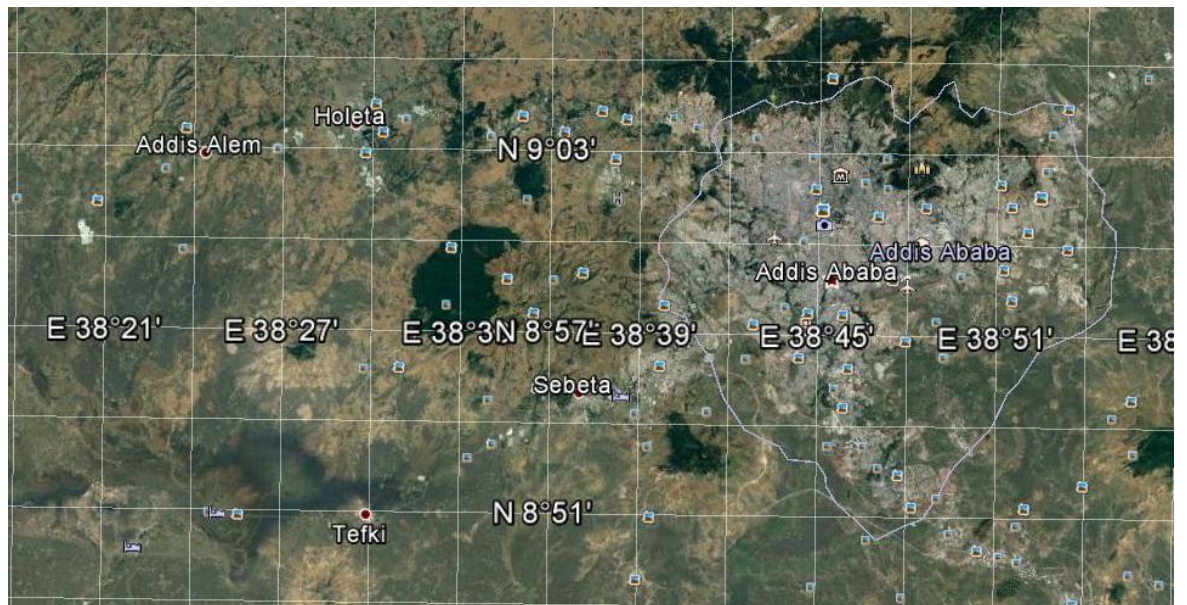 Holeta
Addis Alem
N 9°03'
Addis Ababa
Addis Ababa
E 38°21'
E 38°27'
E 38°3
N 8°57'
E 38°39'
E 38°45'
E 38°51'
E 38
Sebeta
N 8°51'
Tefki